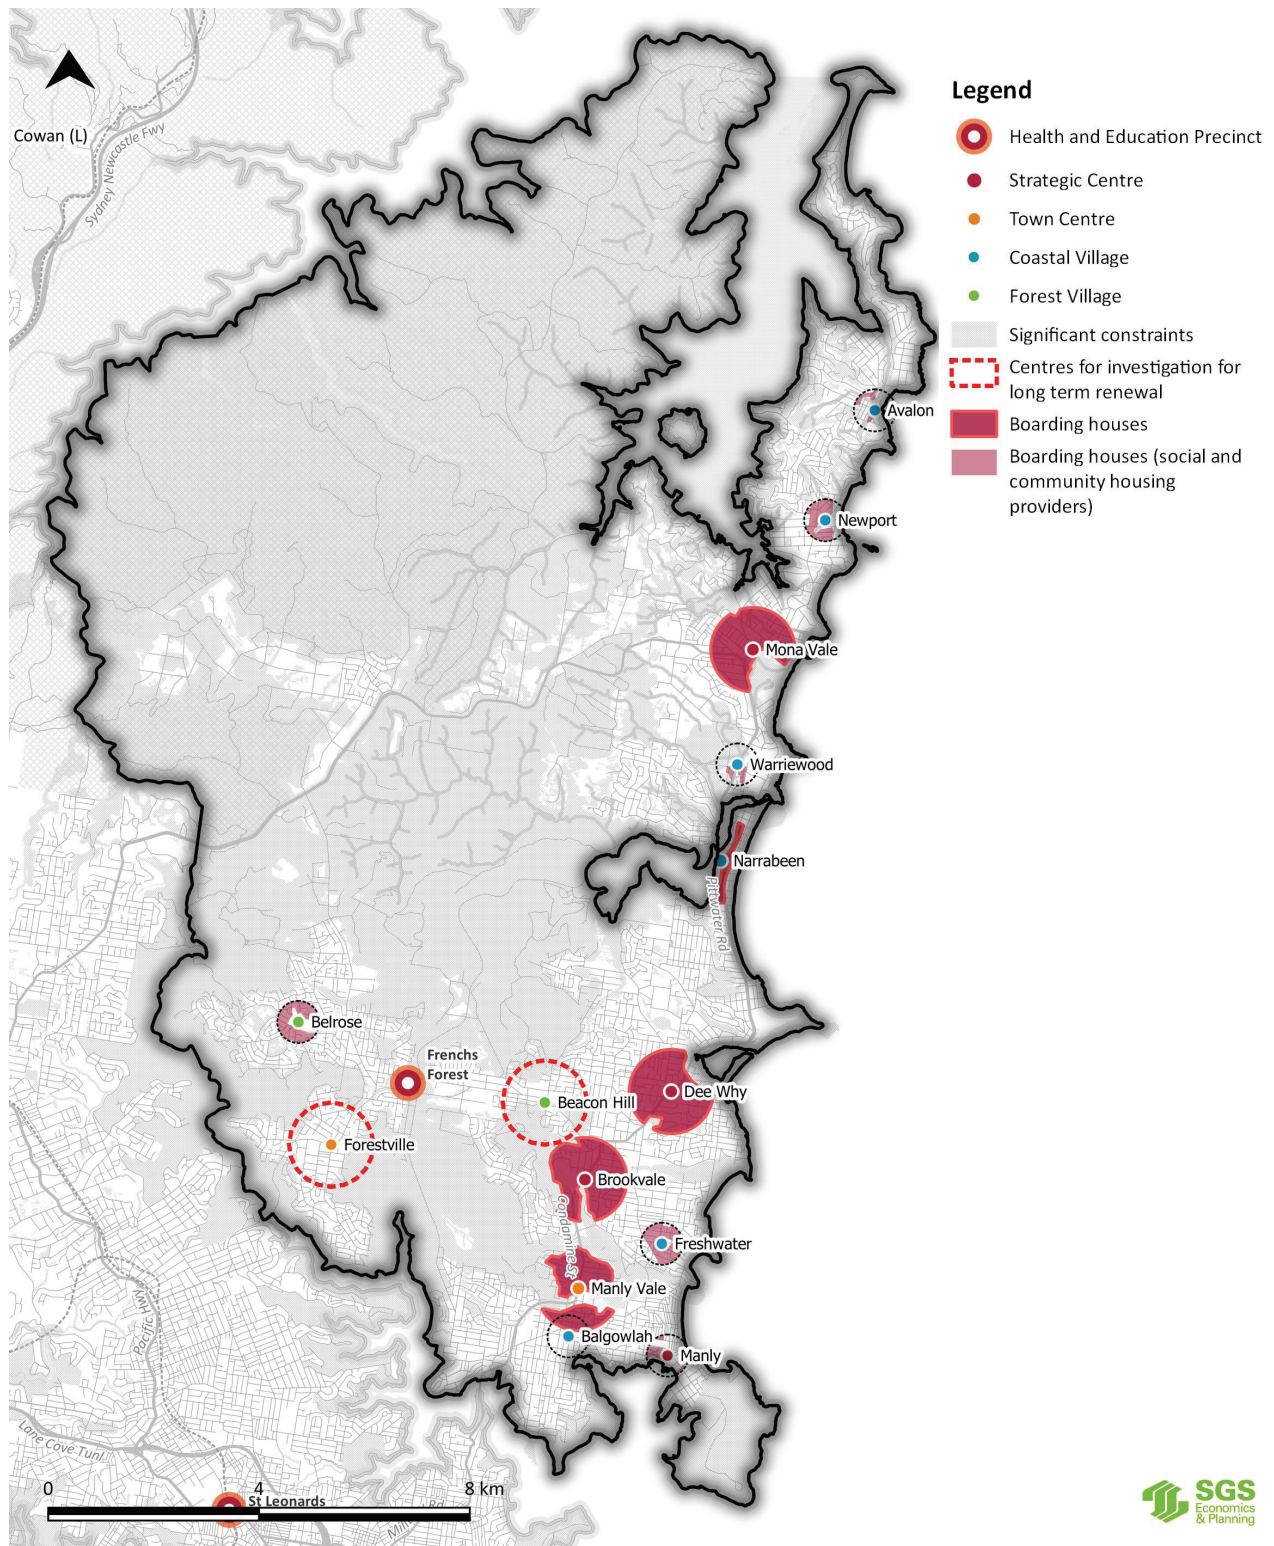 Legend
Health and Education Precinct
Strategic Centre
Town Centre
Coastal Village
Forest Village
Significant constraints
Centres for investigation for
long term renewal
Boarding houses
Boarding houses (social and
community housing
providers)
Cowan (L)
Sydney Newcastle Fwy
Avalon
Newport
Mona Vale
Warriewood
Narrabeen
Pittwater Rd
Belrose
Frenchs
Forest
Beacon Hill
Dee Why
Forestville
Brookvale
Condamine St
Freshwater
Manly Vale
Balgowlah
Manly
Pacific Hwy
Lane Cove Tunl
0 4 8 km
St Leonards
Rd
SGS
Economics
& Planning